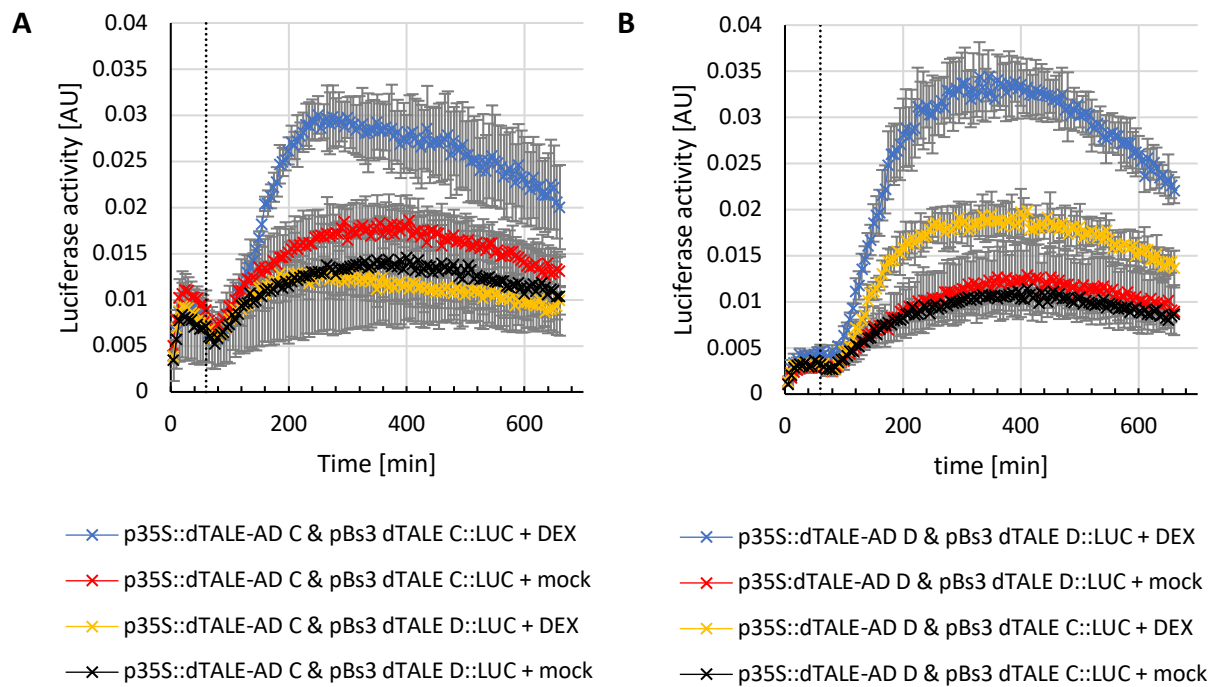 A
Luciferase activity [AU]
0.04
0.035
0.03
0.025
0.02
0.015
0.01
0.005
0
0 200 400 600
Time [min]
p35S::dTALE-AD C & pBs3 dTALE C::LUC + DEX
p35S::dTALE-AD C & pBs3 dTALE C::LUC + mock
p35S::dTALE-AD C & pBs3 dTALE D::LUC + DEX
p35S::dTALE-AD C & pBs3 dTALE D::LUC + mock
B
Luciferase activity [AU]
0.04
0.035
0.03
0.025
0.02
0.015
0.01
0.005
0
0 200 400 600
time [min]
p35S::dTALE-AD D & pBs3 dTALE D::LUC + DEX
p35S:dTALE-AD D & pBs3 dTALE D::LUC + mock
p35S::dTALE-AD D & pBs3 dTALE C::LUC + DEX
p35S::dTALE-AD D & pBs3 dTALE C::LUC + mock